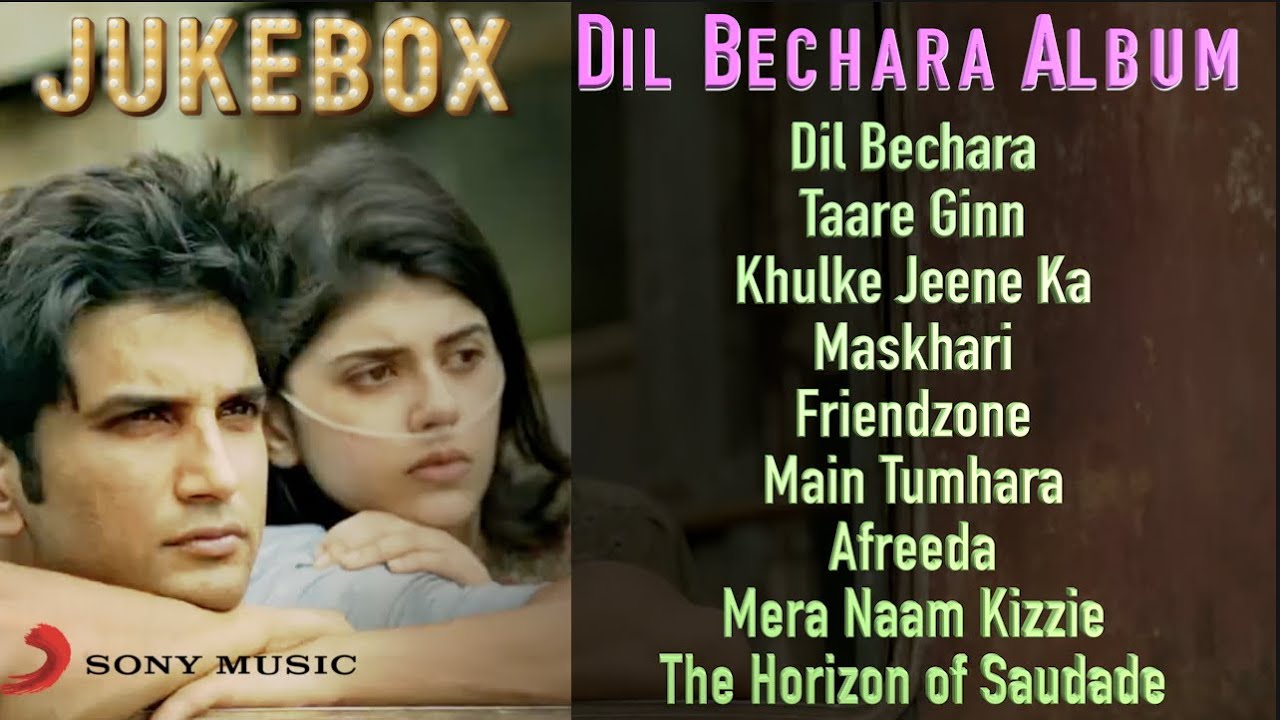 JUKEBOX
DIL BECHARA ALBUM
Dil Bechara
Taare Ginn
Khulke Jeene Ka
Maskhari
Friendzone
Main Tumhara
Afreeda
Mera Naam Kizzie
The Horizon of Saudade
SONY MUSIC